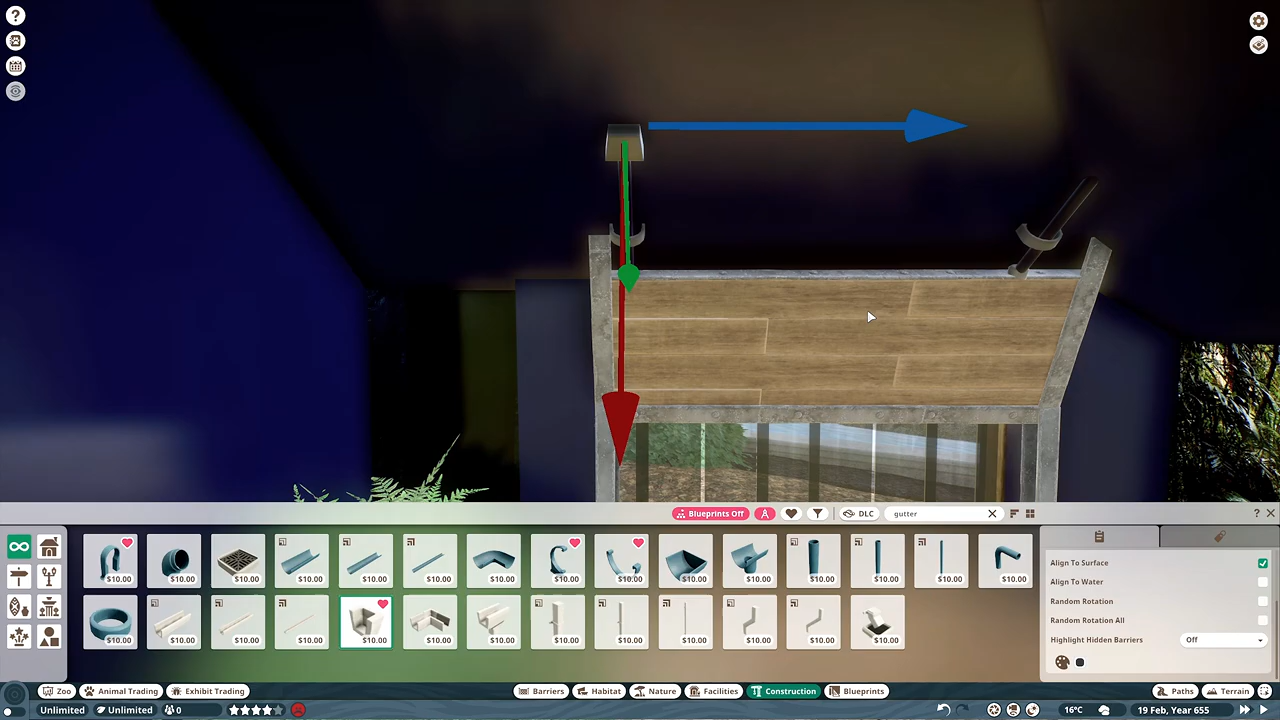 Blueprints Off
A
DLC
gutter
?
$10.00 $10.00 $10.00 $10.00 $10.00 $10.00 $10.00 $10.00 $10.00 $10.00 $10.00 $10.00 $10.00 $10.00 $10.00
$10.00 $10.00 $10.00 $10.00 $10.00 $10.00 $10.00 $10.00 $10.00 $10.00 $10.00 $10.00 $10.00
Align To Surface
Align To Water
Random Rotation
Random Rotation All
Highlight Hidden Barriers Off
Zoo Animal Trading Exhibit Trading Barriers Habitat Nature Facilities Construction Blueprints Paths Terrain
Unlimited Unlimited 0 16°C 19 Feb, Year 655